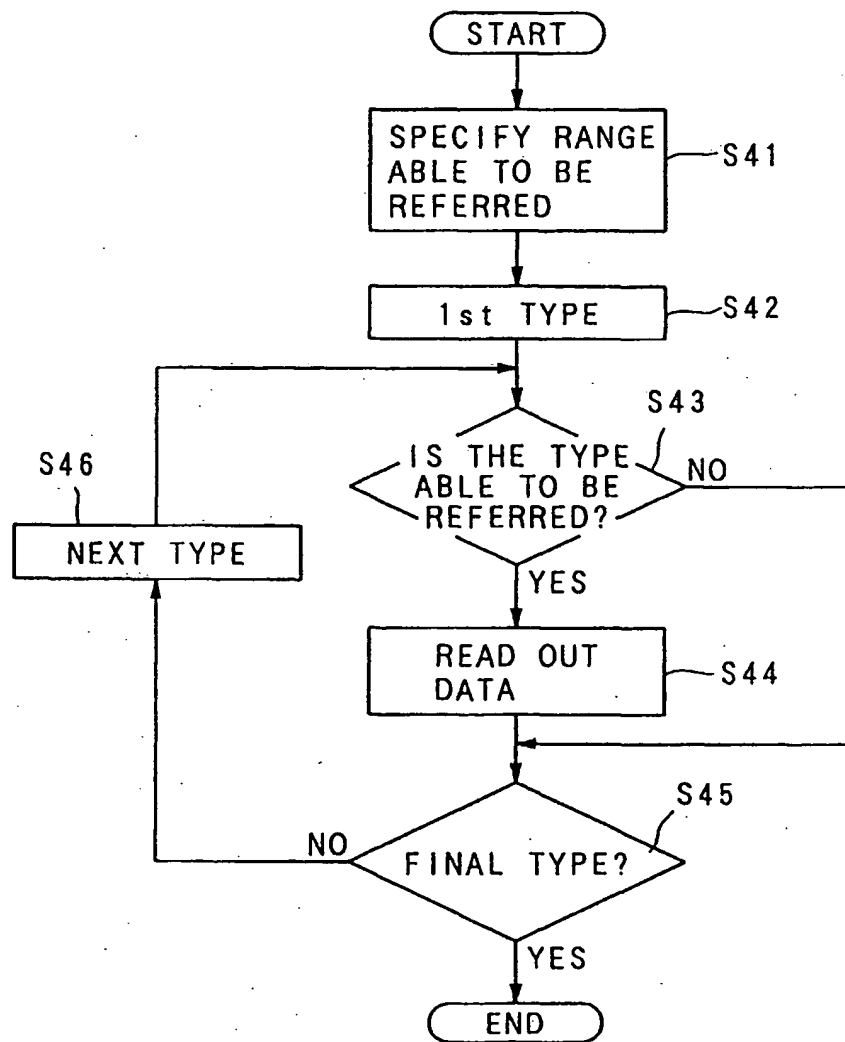 START
SPECIFY RANGE
ABLE TO BE
REFERRED
S41
1st TYPE
S42
S43
IS THE TYPE
ABLE TO BE
REFERRED?
NO
S46
NEXT TYPE
YES
READ OUT
DATA
S44
S45
NO
FINAL TYPE?
YES
END